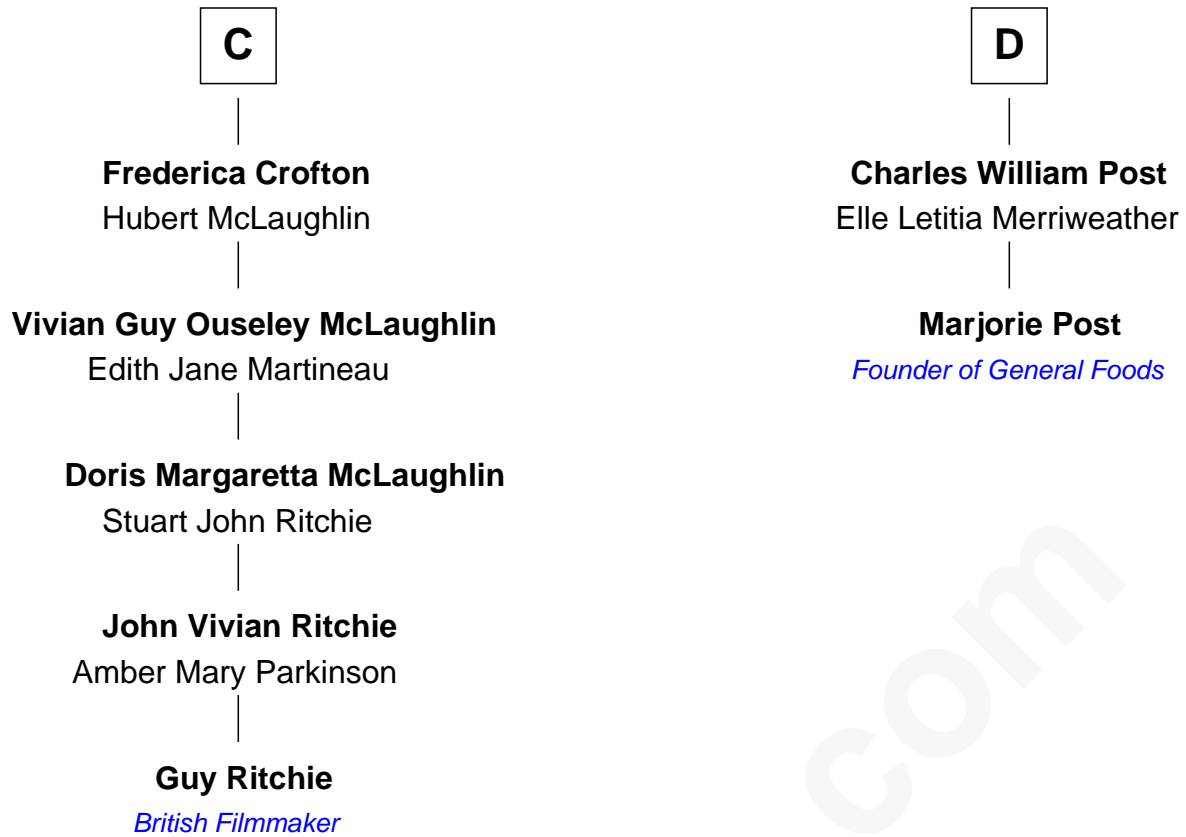 C
Frederica Crofton
Hubert McLaughlin
Vivian Guy Ouseley McLaughlin
Edith Jane Martineau
Doris Margaretta McLaughlin
Stuart John Ritchie
John Vivian Ritchie
Amber Mary Parkinson
Guy Ritchie
British Filmmaker
D
Charles William Post
Elle Letitia Merriweather
Marjorie Post
Founder of General Foods
com